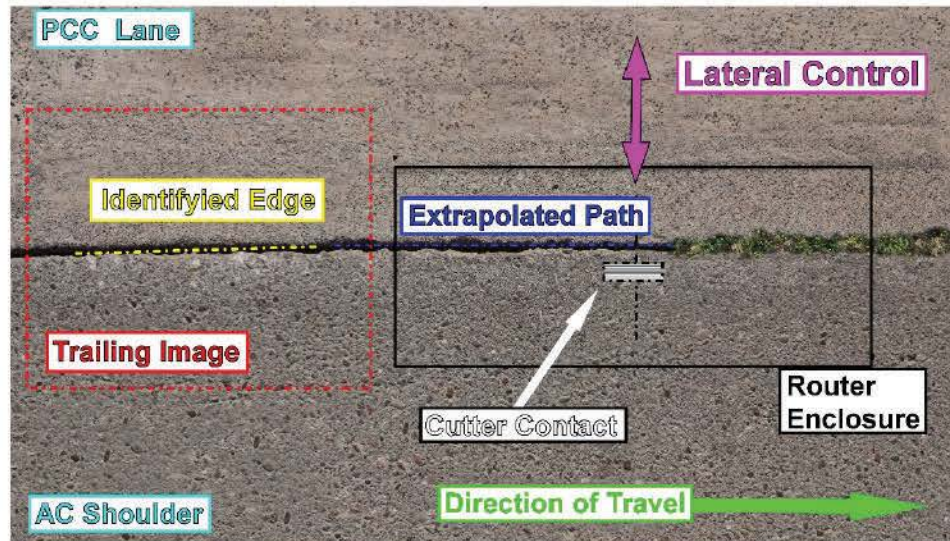 PCC Lane
Lateral Control
Identifyied Edge
Extrapolated Path
Trailing Image
Router
Enclosure
Cutter Contact
Direction of Travel
AC Shoulder